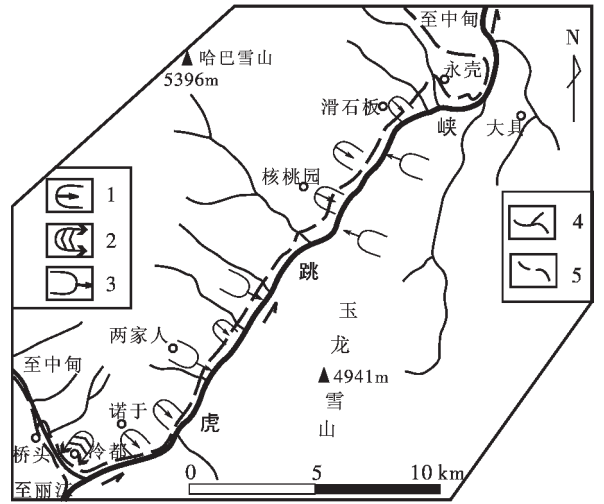 至中甸
N
哈巴雪山
5396m
永壳
滑石板
峡
大具
核桃园
1
2
3
4
5
跳
玉
龙
雪
山
4941m
两家人
至中甸
诺于
虎
桥头
冷都
至丽江
0
5
10 km